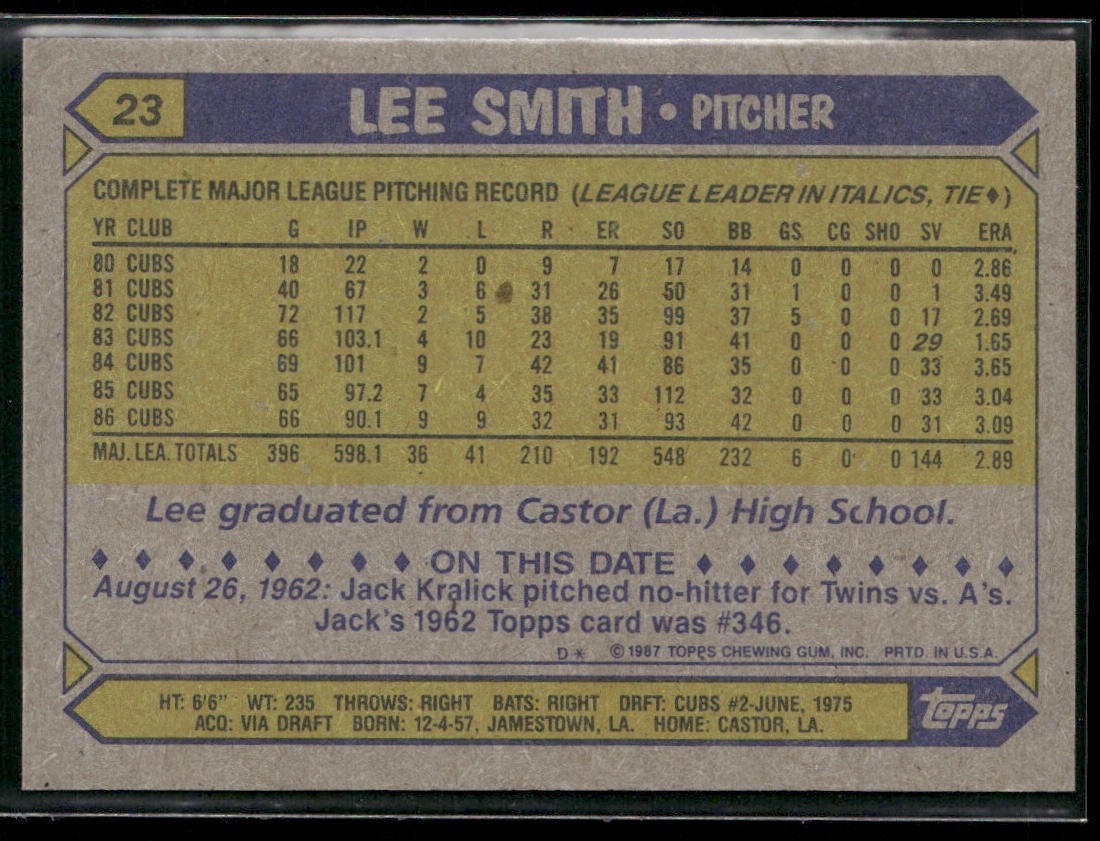 23 LEE SMITH • PITCHER
COMPLETE MAJOR LEAGUE PITCHING RECORD (LEAGUE LEADER IN ITALICS, TIE♦)
YR CLUB G IP W L R ER SO BB GS CG SHO SV ERA
80 CUBS 18 22 2 0 9 7 17 14 0 0 0 0 2.86
81 CUBS 40 67 3 6 31 26 50 31 1 0 0 1 3.49
82 CUBS 72 117 2 5 38 35 99 37 5 0 0 17 2.69
83 CUBS 66 103.1 4 10 23 19 91 41 0 0 0 29 1.65
84 CUBS 69 101 9 7 42 41 86 35 0 0 0 33 3.65
85 CUBS 65 97.2 7 4 35 33 112 32 0 0 0 33 3.04
86 CUBS 66 90.1 9 9 32 31 93 42 0 0 0 31 3.09
MAJ. LEA. TOTALS 396 598.1 36 41 210 192 548 232 6 0 0 144 2.89
Lee graduated from Castor (La.) High School.
♦ ♦ ♦ ♦ ♦ ♦ ♦ ♦ ON THIS DATE ♦ ♦ ♦ ♦ ♦ ♦ ♦ ♦
August 26, 1962: Jack Kralick pitched no-hitter for Twins vs. A's.
Jack's 1962 Topps card was #346.
D* ©1987 TOPPS CHEWING GUM, INC. PRTD. IN U.S.A.
HT: 6'6" WT: 235 THROWS: RIGHT BATS: RIGHT DRFT: CUBS #2-JUNE, 1975
ACQ: VIA DRAFT BORN: 12-4-57, JAMESTOWN, LA. HOME: CASTOR, LA.
topps